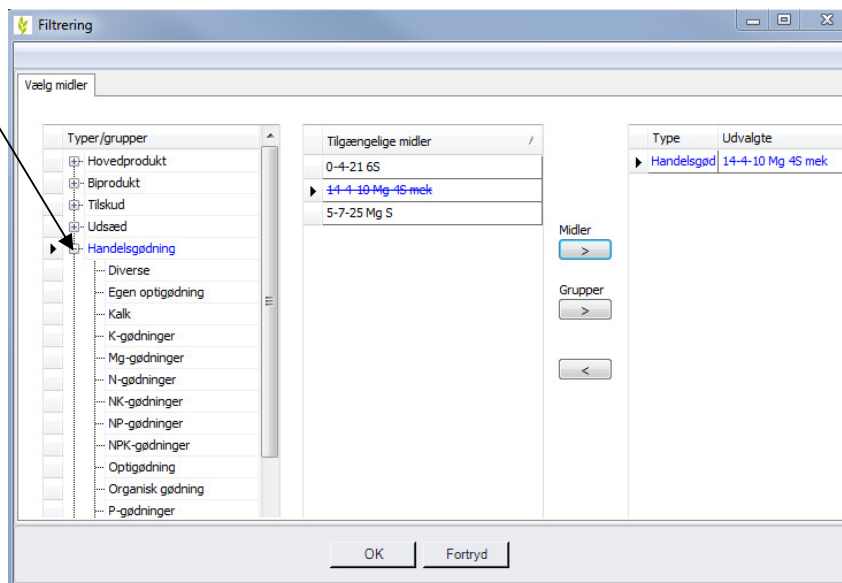 Filtrering
Vælg midler
Typer/grupper
Hovedprodukt
Biprodukt
Tilskud
Udsæd
Handelsgødning
Diverse
Egen optigødning
Kalk
K-gødninger
Mg-gødninger
N-gødninger
NK-gødninger
NP-gødninger
NPK-gødninger
Optigødning
Organisk gødning
P-gødninger
Tilgængelige midler /
0-4-21 6S
14-4-10 Mg 4S mek
5-7-25 Mg S
Midler
>
Grupper
>
<
Type Udvalgte
Handelsgød 14-4-10 Mg 4S mek
OK Fortryd